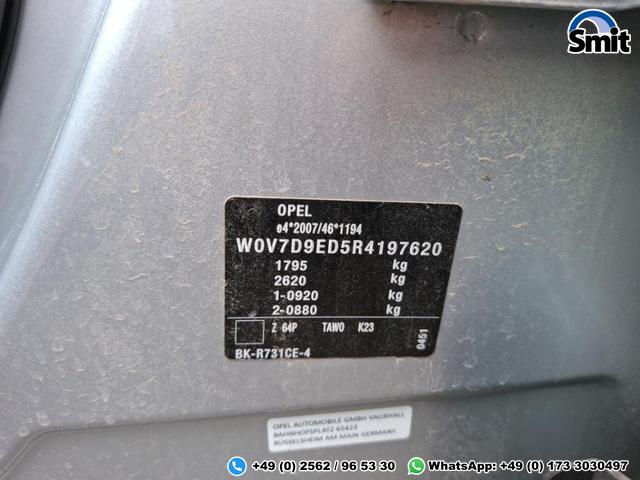 Smit
OPEL
e4*2007/46*1194
W0V7D9ED5R4197620
1795 kg
2620 kg
1-0920 kg
2-0880 kg
Z 64P TAWO K23
0451
BK-R731CE-4
OPEL AUTOMOBILE GMBH VAUXHALL
BAHNHOFSPLATZ 65423
RÜSSELSHEIM AM MAIN GERMANY
+49 (0) 2562 / 96 53 30 WhatsApp: +49 (0) 173 3030497